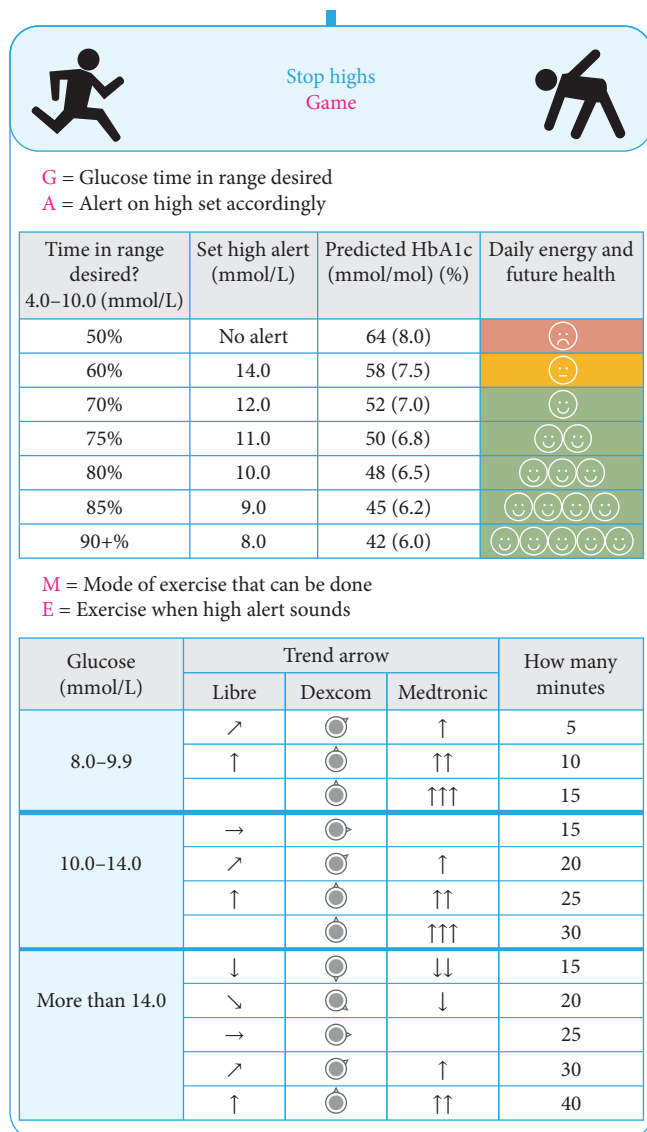 Stop highs
Game
G = Glucose time in range desired
A = Alert on high set accordingly
Time in range desired? 4.0–10.0 (mmol/L) Set high alert (mmol/L) Predicted HbA1c (mmol/mol) (%) Daily energy and future health
50% No alert 64 (8.0)
60% 14.0 58 (7.5)
70% 12.0 52 (7.0)
75% 11.0 50 (6.8)
80% 10.0 48 (6.5)
85% 9.0 45 (6.2)
90+% 8.0 42 (6.0)
M = Mode of exercise that can be done
E = Exercise when high alert sounds
Glucose (mmol/L) Trend arrow How many minutes
Libre Dexcom Medtronic
8.0–9.9 ↗ ↑ 5
↑ ↑↑ 10
↑↑↑ 15
10.0–14.0 → 15
↗ ↑ 20
↑ ↑↑ 25
↑↑↑ 30
More than 14.0 ↓ ↓↓ 15
↘ ↓ 20
→ 25
↗ ↑ 30
↑ ↑↑ 40